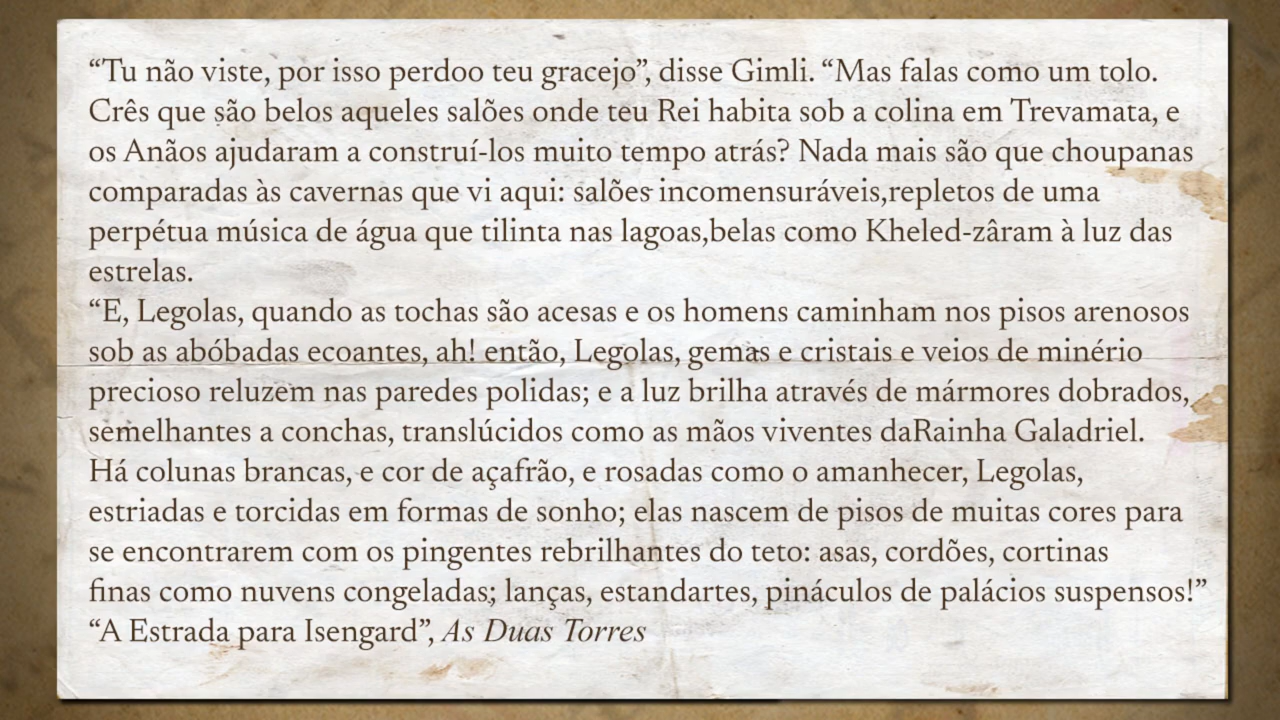 “Tu não viste, por isso perdoo teu gracejo”, disse Gimli. “Mas falas como um tolo.
Crês que são belos aqueles salões onde teu Rei habita sob a colina em Trevamata, e
os Anãos ajudaram a construí-los muito tempo atrás? Nada mais são que choupanas
comparadas às cavernas que vi aqui: salões incomensuráveis,repletos de uma
perpétua música de água que tilinta nas lagoas,belas como Kheled-zâram à luz das
estrelas.
“E, Legolas, quando as tochas são acesas e os homens caminham nos pisos arenosos
sob as abóbadas ecoantes, ah! então, Legolas, gemas e cristais e veios de minério
precioso reluzem nas paredes polidas; e a luz brilha através de mármores dobrados,
semelhantes a conchas, translúcidos como as mãos viventes daRainha Galadriel.
Há colunas brancas, e cor de açafrão, e rosadas como o amanhecer, Legolas,
estriadas e torcidas em formas de sonho; elas nascem de pisos de muitas cores para
se encontrarem com os pingentes rebrilhantes do teto: asas, cordões, cortinas
finas como nuvens congeladas; lanças, estandartes, pináculos de palácios suspensos!”
“A Estrada para Isengard”, As Duas Torres